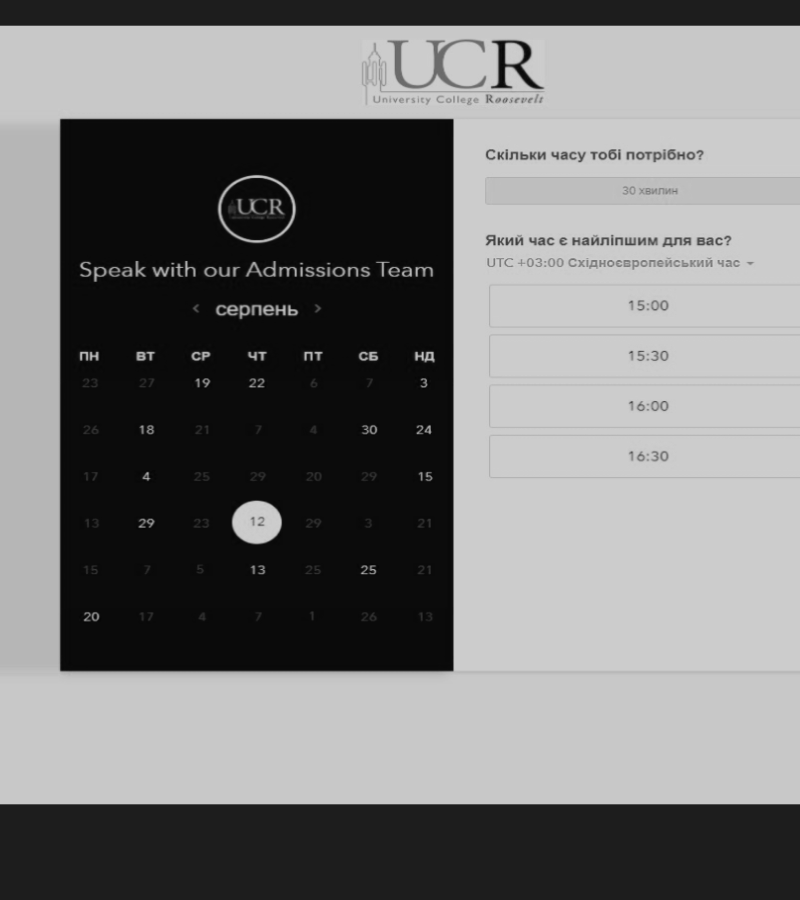 UCR
University College Roosevelt
UCR
Speak with our Admissions Team
< серпень >
ПН ВТ СР ЧТ ПТ СБ НД
23 27 19 22 6 7 3
26 18 21 7 4 30 24
17 4 25 29 20 29 15
13 29 23 12 29 3 21
15 7 5 13 25 25 21
20 17 4 7 1 26 13
Скільки часу тобі потрібно?
30 хвилин
Який час є найліпшим для вас?
UTC +03:00 Східноєвропейський час
15:00
15:30
16:00
16:30